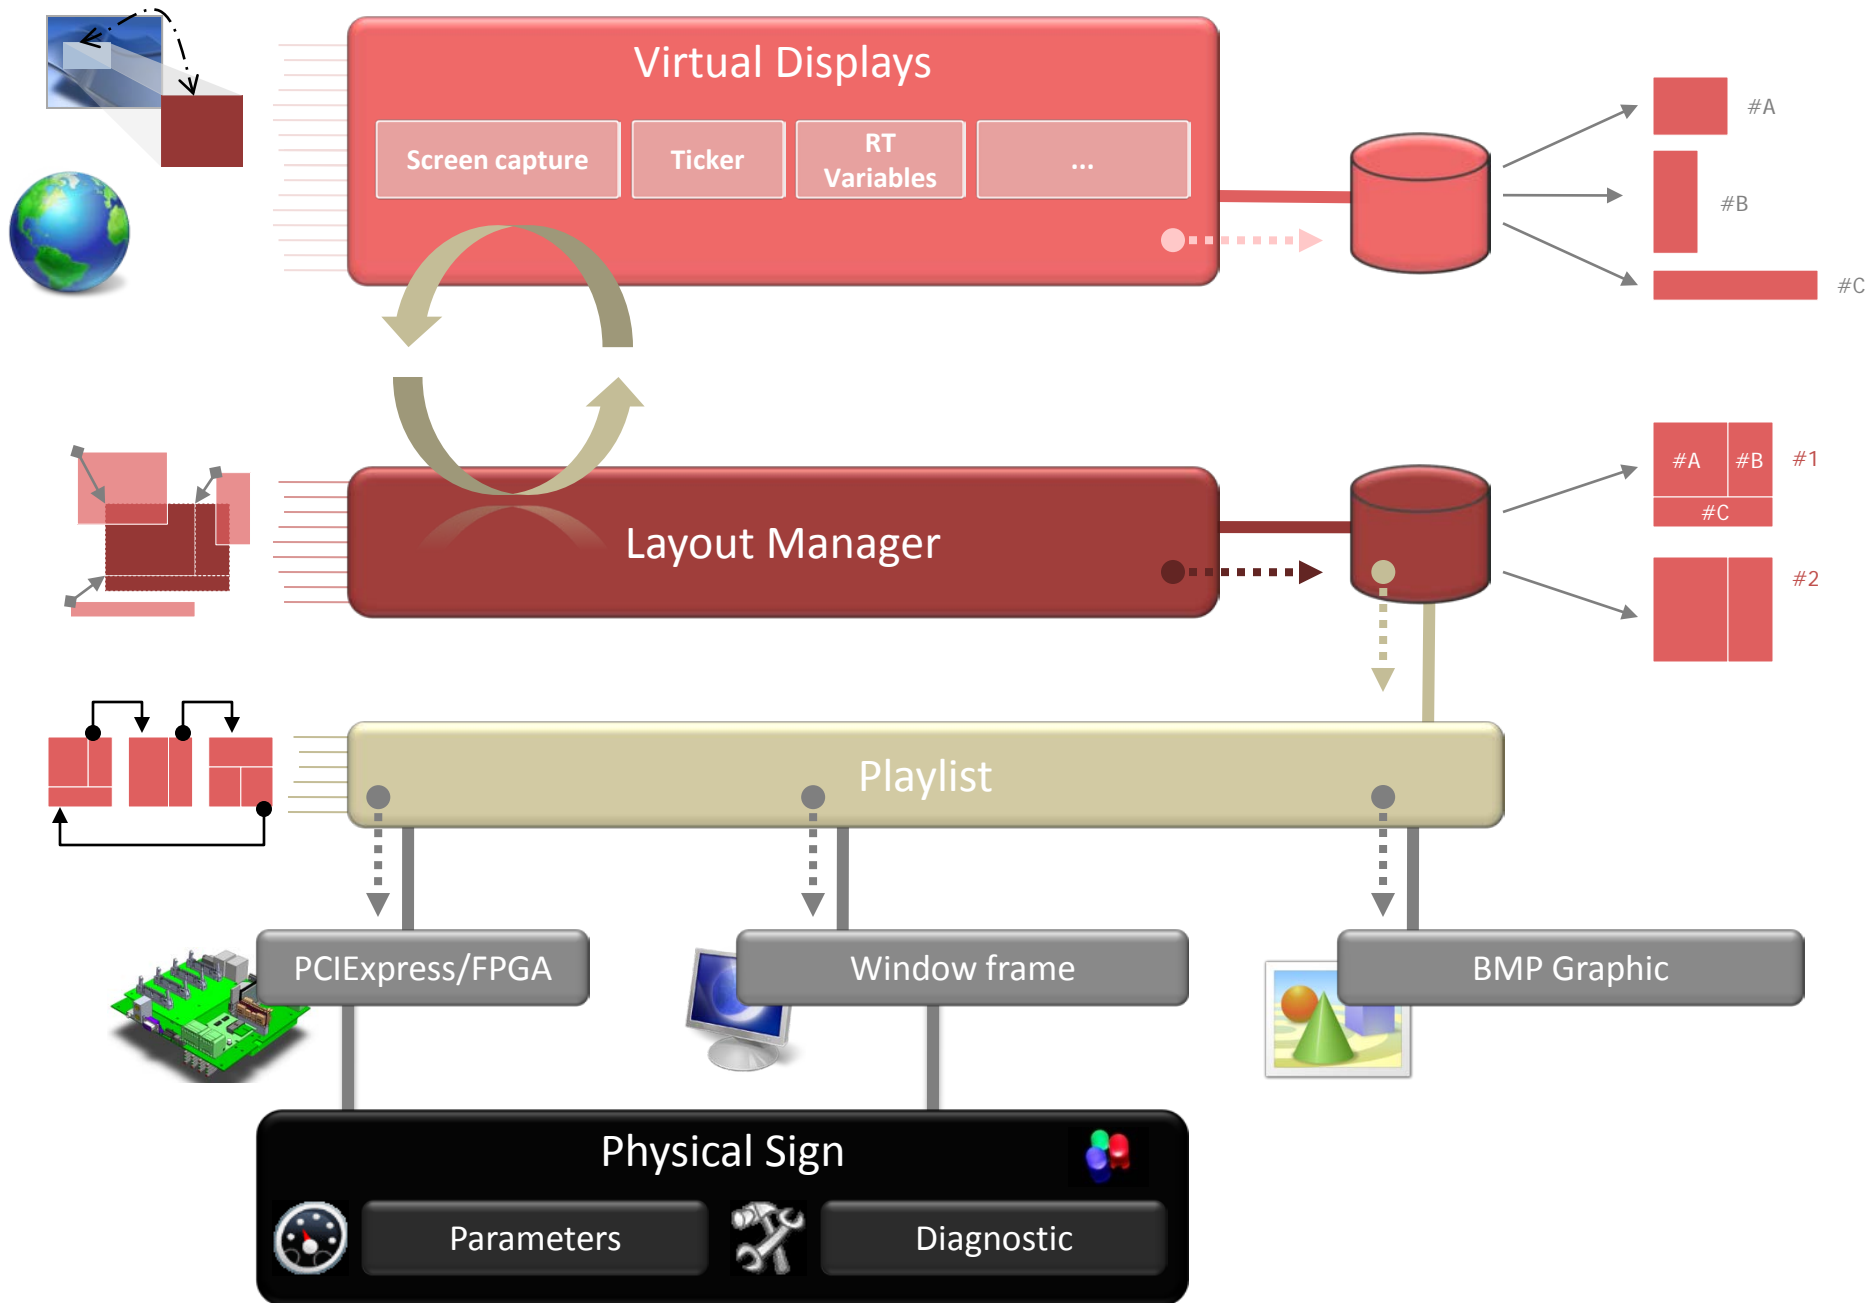 Virtual Displays
Screen capture
Ticker
RT
Variables
...
#A
#B
#C
Layout Manager
#A
#B
#C
#1
#2
Playlist
PCIExpress/FPGA
Window frame
BMP Graphic
Physical Sign
Parameters
Diagnostic